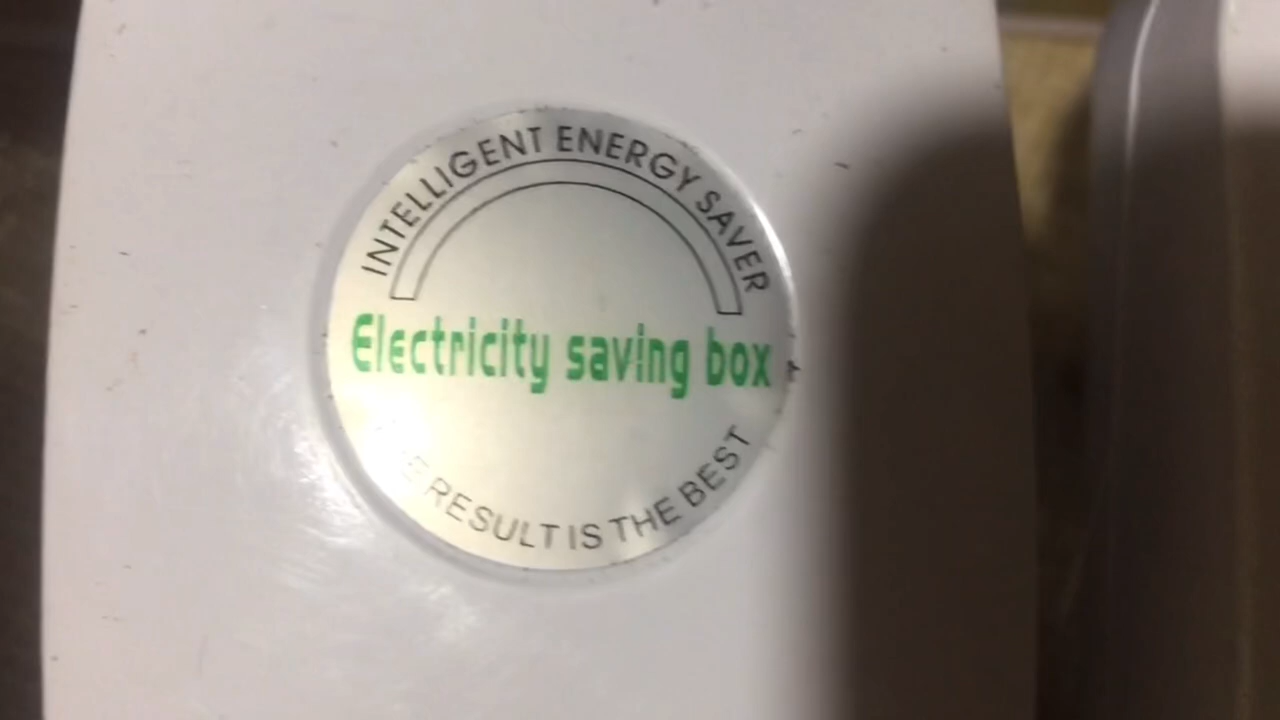 INTELLIGENT ENERGY SAVER
Electricity saving box
RESULT IS THE BEST